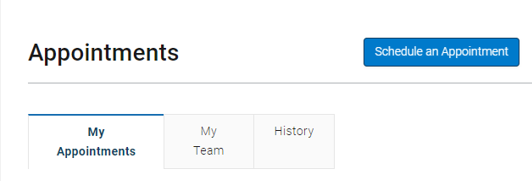 Appointments
Schedule an Appointment
My
Appointments
My
Team
History